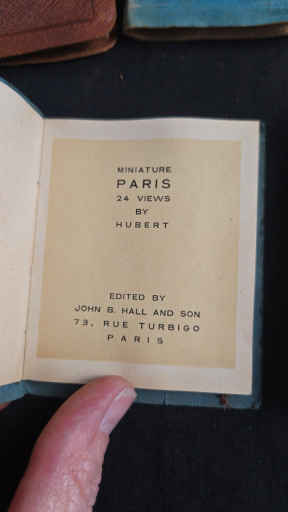 MINIATURE
PARIS
24 VIEWS
BY
HUBERT
EDITED BY
JOHN B. HALL AND SON
73, RUE TURBIGO
PARIS